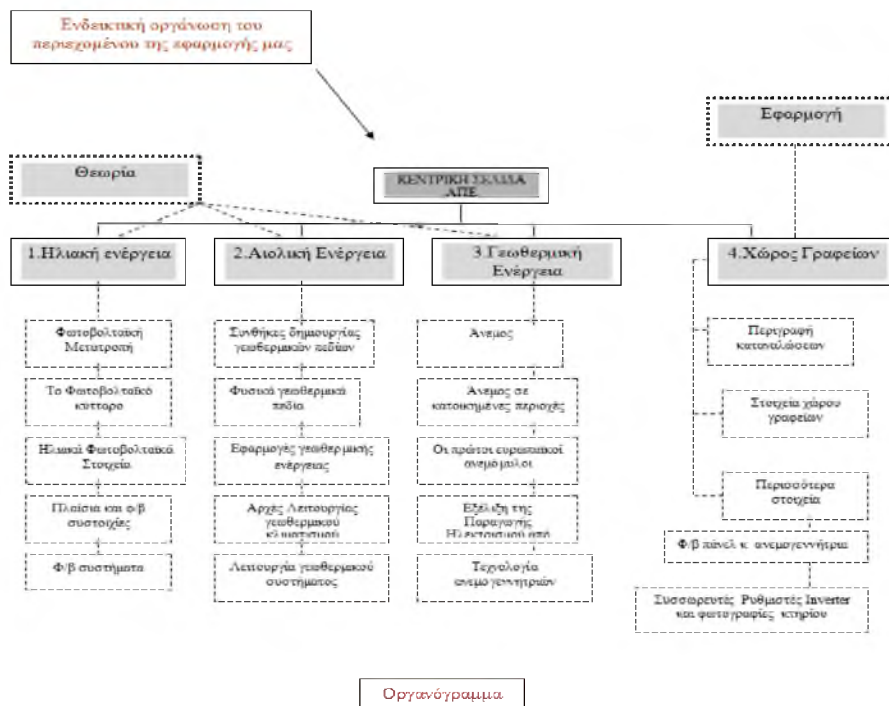 Ενδεικτική οργάνωση του
περιεχομένου της εφαρμογής μας
Εφαρμογή
Θεωρία
ΚΕΝΤΡΙΚΗ ΣΕΛΙΔΑ
ΑΠΕ
1.Ηλιακή ενέργεια
2.Αιολική Ενέργεια
3.Γεωθερμική
Ενέργεια
4.Χώρος Γραφείων
Φωτοβολταϊκή
Μετατροπή
Το Φωτοβολταϊκό
κύτταρο
Ηλιακά Φωτοβολταϊκά
Στοιχεία
Πλαίσια και φ/β
συστοιχίες
Φ/β συστήματα
Συνθήκες δημιουργίας
γεωθερμικών πεδίων
Φυσικά γεωθερμικά
πεδία
Εφαρμογές γεωθερμικής
ενέργειας
Αρχές Λειτουργίας
γεωθερμικού
κλιματισμού
Λειτουργία γεωθερμικού
συστήματος
Άνεμος
Άνεμος σε
κατοικημένες περιοχές
Οι πρώτοι ευρωπαϊκοί
ανεμόμυλοι
Εξέλιξη της
Παραγωγής
Ηλεκτρισμού από
Τεχνολογία
ανεμογεννητριών
Περιγραφή
καταναλώσεων
Στοιχεία χώρου
γραφείων
Περισσότερα
στοιχεία
Φ/β πάνελ κ. ανεμογεννήτρια
Συσσωρευτές Ρυθμιστές Inverter
και φωτογραφίες κτηρίου
Οργανόγραμμα